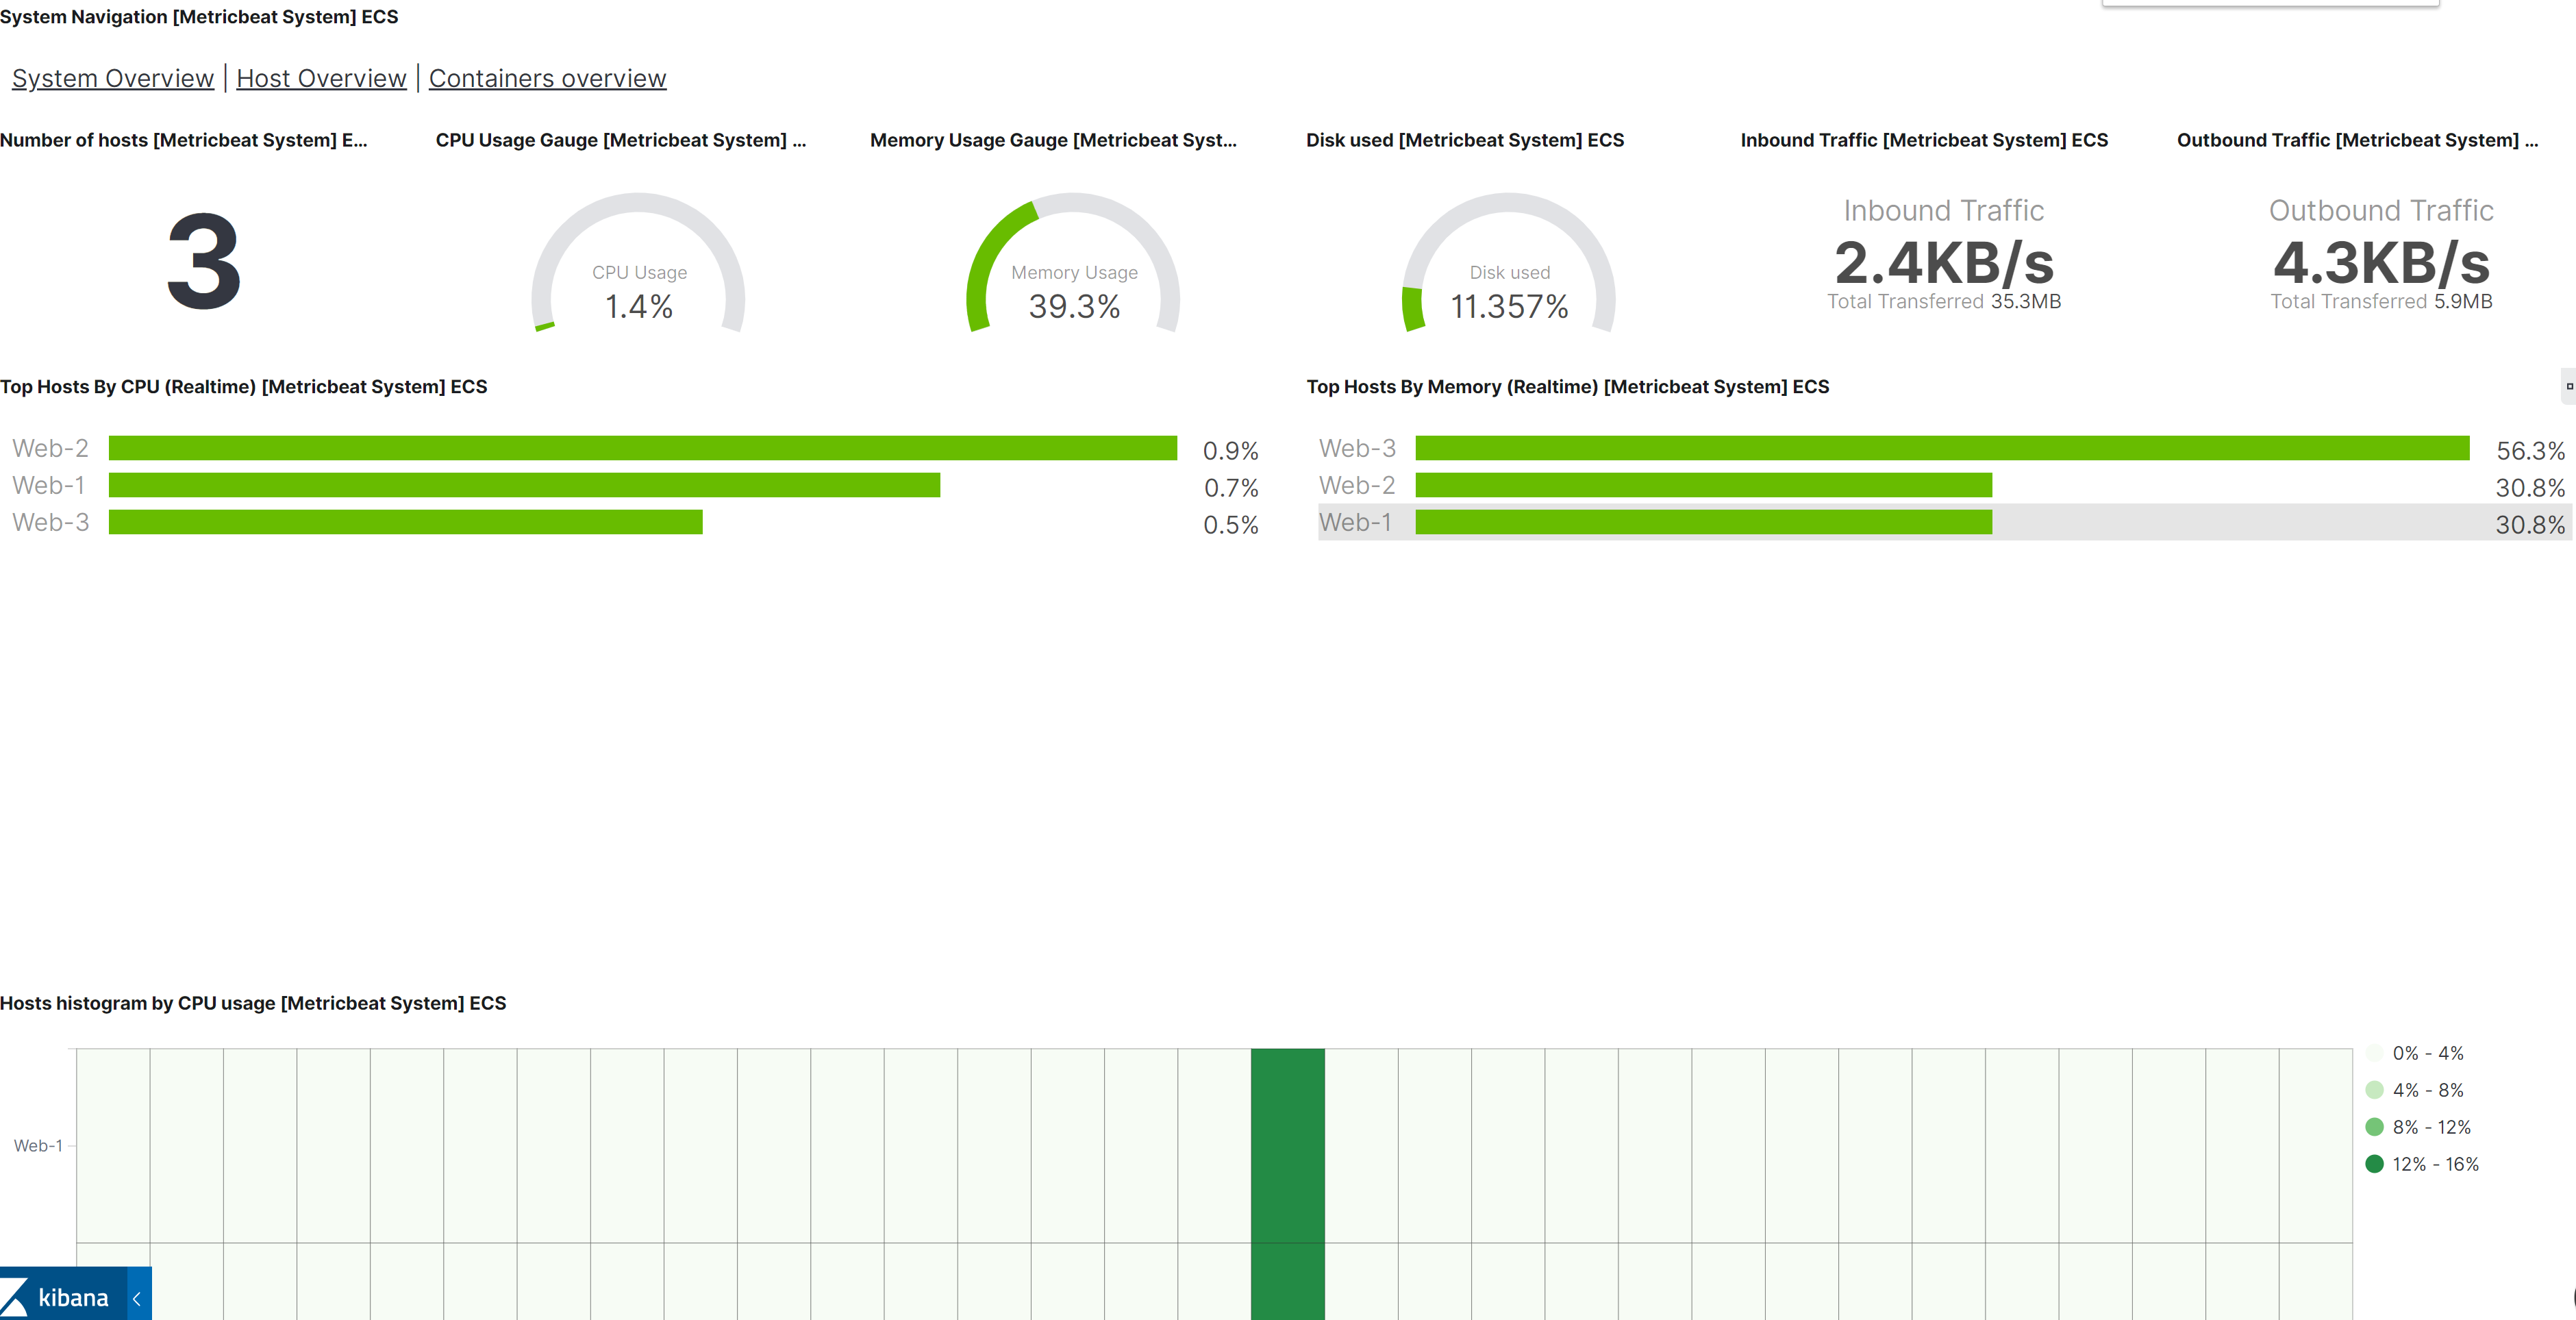 System Navigation [Metricbeat System] ECS
System Overview | Host Overview | Containers overview
Number of hosts [Metricbeat System] E...
CPU Usage Gauge [Metricbeat System] ...
Memory Usage Gauge [Metricbeat Syst...
Disk used [Metricbeat System] ECS
Inbound Traffic [Metricbeat System] ECS
Outbound Traffic [Metricbeat System] ...
3
CPU Usage
1.4%
Memory Usage
39.3%
Disk used
11.357%
Inbound Traffic
2.4KB/s
Total Transferred 35.3MB
Outbound Traffic
4.3KB/s
Total Transferred 5.9MB
Top Hosts By CPU (Realtime) [Metricbeat System] ECS
Web-2 0.9%
Web-1 0.7%
Web-3 0.5%
Top Hosts By Memory (Realtime) [Metricbeat System] ECS
Web-3 56.3%
Web-2 30.8%
Web-1 30.8%
Hosts histogram by CPU usage [Metricbeat System] ECS
Web-1
0% - 4%
4% - 8%
8% - 12%
12% - 16%
kibana